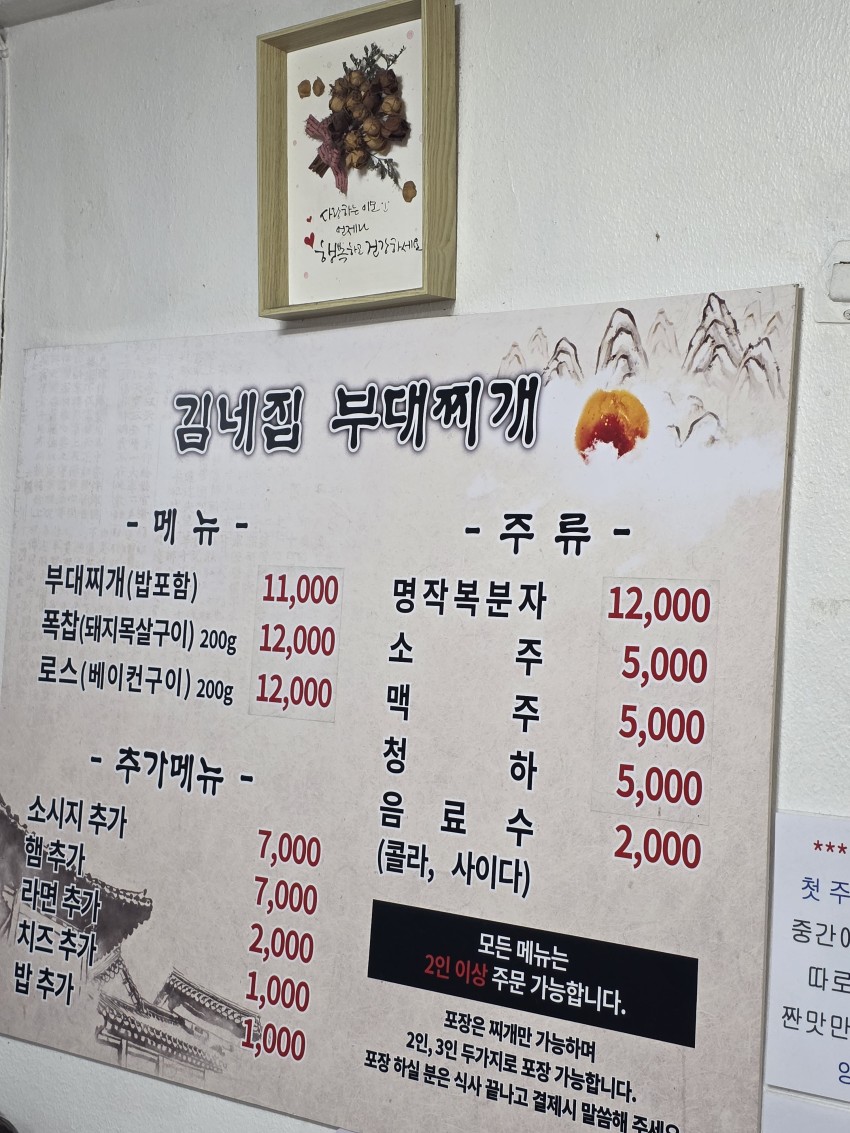 사랑하는 이모
언제나
행복하고 건강하세요
김네집 부대찌개
- 메 뉴 -
부대찌개(밥포함) 11,000
폭찹(돼지목살구이) 200g 12,000
로스(베이컨구이) 200g 12,000
- 추가메뉴 -
소시지 추가 7,000
햄 추가 7,000
라면 추가 2,000
치즈 추가 1,000
밥 추가 1,000
- 주 류 -
명작복분자 12,000
소 주 5,000
맥 주 5,000
청 하 5,000
음 료 수 2,000
(콜라, 사이다)
모든 메뉴는
2인 이상 주문 가능합니다.
포장은 찌개만 가능하며
2인, 3인 두가지로 포장 가능합니다.
포장 하실 분은 식사 끝나고 결제시 말씀해 주세요
***
첫 주
중간에
따로
짠맛만